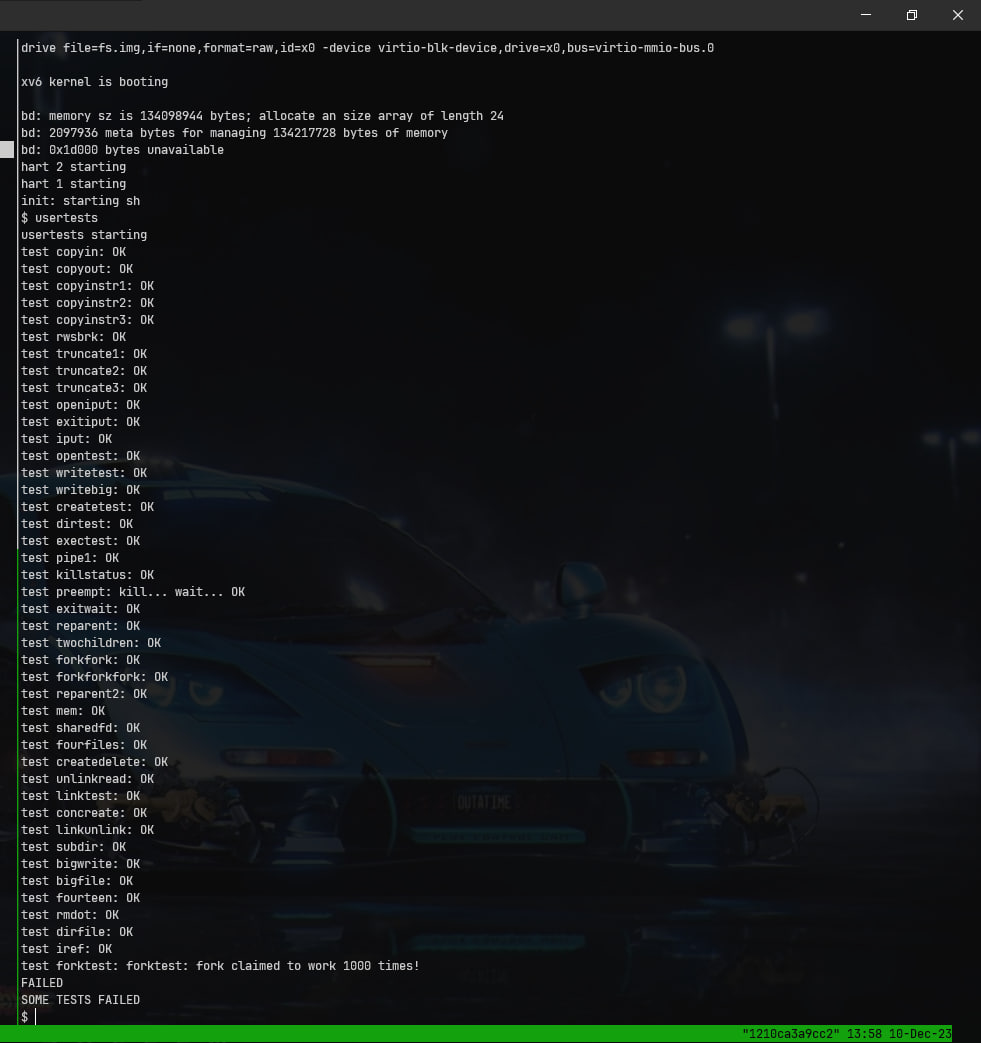 drive file=fs.img,if=none,format=raw,id=x0 -device virtio-blk-device,drive=x0,bus=virtio-mmio-bus.0
xv6 kernel is booting
bd: memory sz is 134098944 bytes; allocate an size array of length 24
bd: 2097936 meta bytes for managing 134217728 bytes of memory
bd: 0x1d000 bytes unavailable
hart 2 starting
hart 1 starting
init: starting sh
$ usertests
usertests starting
test copyin: OK
test copyout: OK
test copyinstr1: OK
test copyinstr2: OK
test copyinstr3: OK
test rwsbrk: OK
test truncate1: OK
test truncate2: OK
test truncate3: OK
test openiput: OK
test exitiput: OK
test iput: OK
test opentest: OK
test writetest: OK
test writebig: OK
test createtest: OK
test dirtest: OK
test exectest: OK
test pipe1: OK
test killstatus: OK
test preempt: kill... wait... OK
test exitwait: OK
test reparent: OK
test twochildren: OK
test forkfork: OK
test forkforkfork: OK
test reparent2: OK
test mem: OK
test sharedfd: OK
test fourfiles: OK
test createdelete: OK
test unlinkread: OK
test linktest: OK
test concreate: OK
test linkunlink: OK
test subdir: OK
test bigwrite: OK
test bigfile: OK
test fourteen: OK
test rmdot: OK
test dirfile: OK
test iref: OK
test forktest: forktest: fork claimed to work 1000 times!
FAILED
SOME TESTS FAILED
$
OUTATIME
"1210ca3a9cc2" 13:58 10-Dec-23